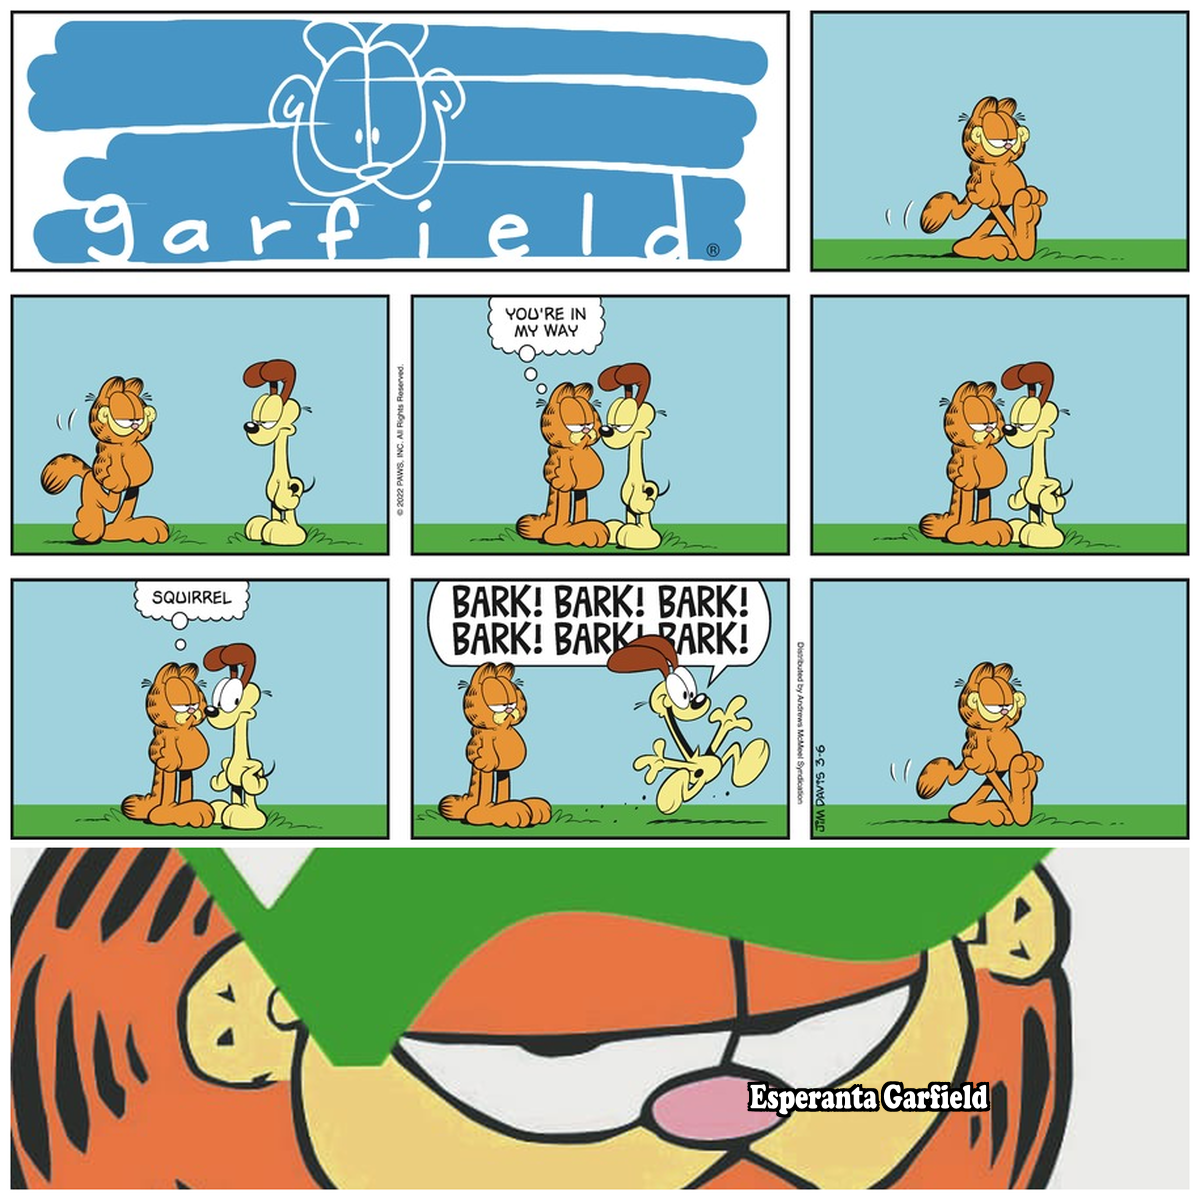 garfield®
YOU'RE IN
MY WAY
© 2022 PAWS, INC. All Rights Reserved.
SQUIRREL
BARK! BARK! BARK!
BARK! BARK! BARK!
Distributed by Andrews McMeel Syndication
JIM DAVIS 3-6
Esperanta Garfield